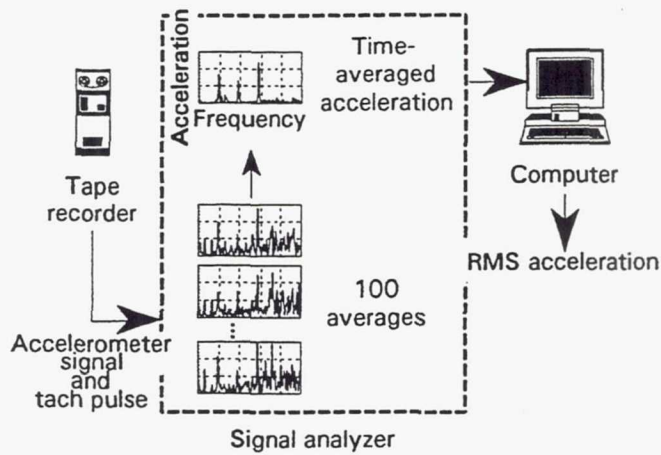 Tape
recorder
Accelerometer
signal
and
tach pulse
Acceleration
Frequency
Time-
averaged
acceleration
100
averages
Signal analyzer
Computer
RMS acceleration